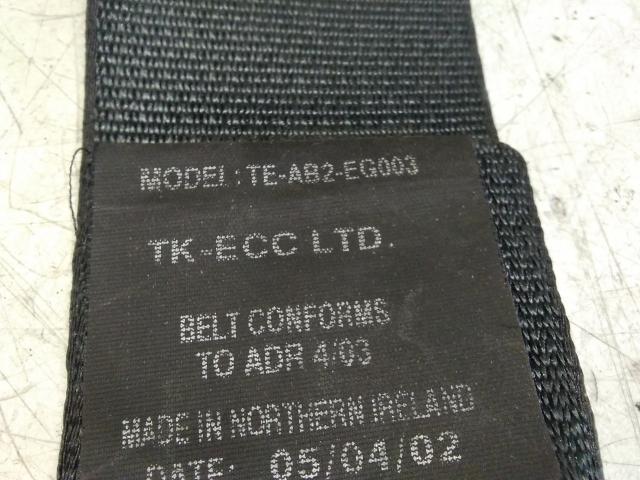 MODEL: TE-AB2-EG003
TK-ECC LTD.
BELT CONFORMS
TO ADR 4/03
MADE IN NORTHERN IRELAND
DATE: 05/04/02